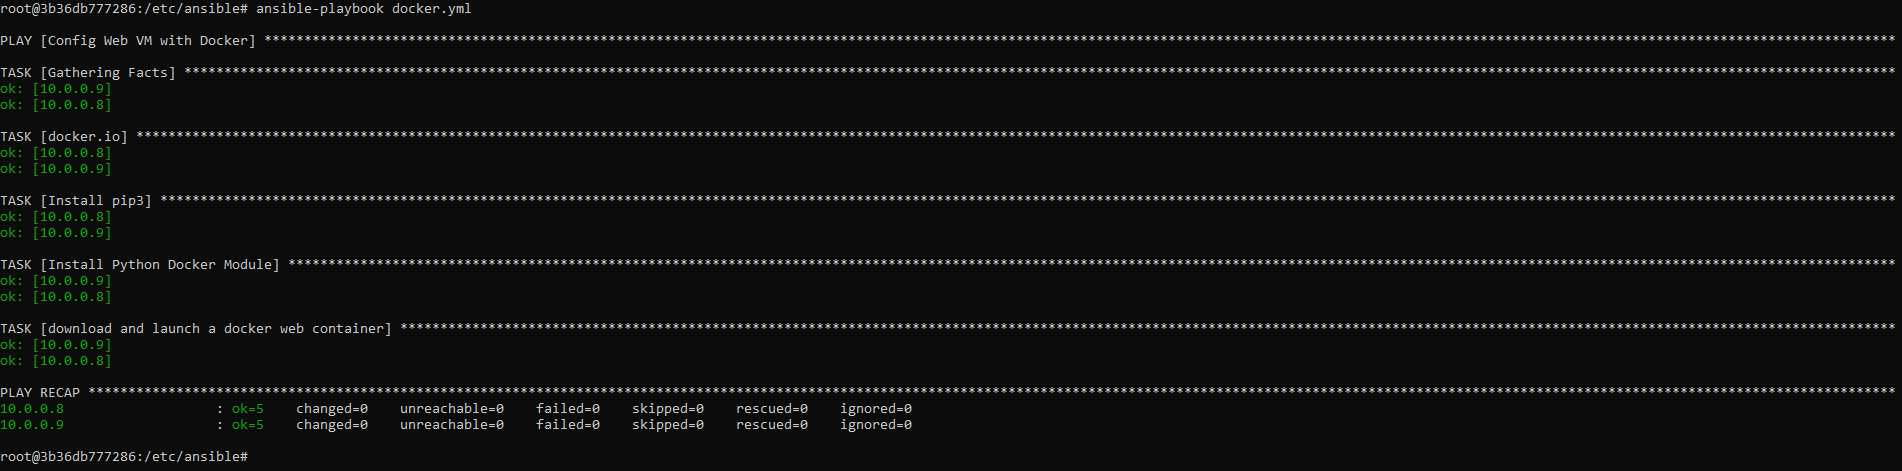 root@3b36db777286:/etc/ansible# ansible-playbook docker.yml
PLAY [Config Web VM with Docker] ************************************************************************************************************************************************************************************************************
TASK [Gathering Facts] **********************************************************************************************************************************************************************************************************************
ok: [10.0.0.9]
ok: [10.0.0.8]
TASK [docker.io] ****************************************************************************************************************************************************************************************************************************
ok: [10.0.0.8]
ok: [10.0.0.9]
TASK [Install pip3] *************************************************************************************************************************************************************************************************************************
ok: [10.0.0.8]
ok: [10.0.0.9]
TASK [Install Python Docker Module] *********************************************************************************************************************************************************************************************************
ok: [10.0.0.9]
ok: [10.0.0.8]
TASK [download and launch a docker web container] *******************************************************************************************************************************************************************************************
ok: [10.0.0.9]
ok: [10.0.0.8]
PLAY RECAP **********************************************************************************************************************************************************************************************************************************
10.0.0.8                   : ok=5    changed=0    unreachable=0    failed=0    skipped=0    rescued=0    ignored=0
10.0.0.9                   : ok=5    changed=0    unreachable=0    failed=0    skipped=0    rescued=0    ignored=0
root@3b36db777286:/etc/ansible#